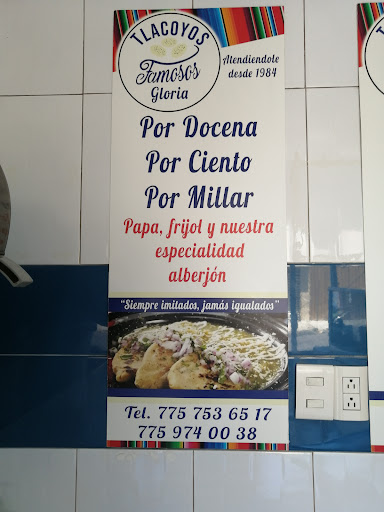 TLACOYOS
Famosos
Gloria
Atendiendote
desde 1984
Por Docena
Por Ciento
Por Millar
Papa, frijol y nuestra
especialidad
alberjón
"Siempre imitados, jamás igualados"
Tel. 775 753 65 17
775 974 00 38